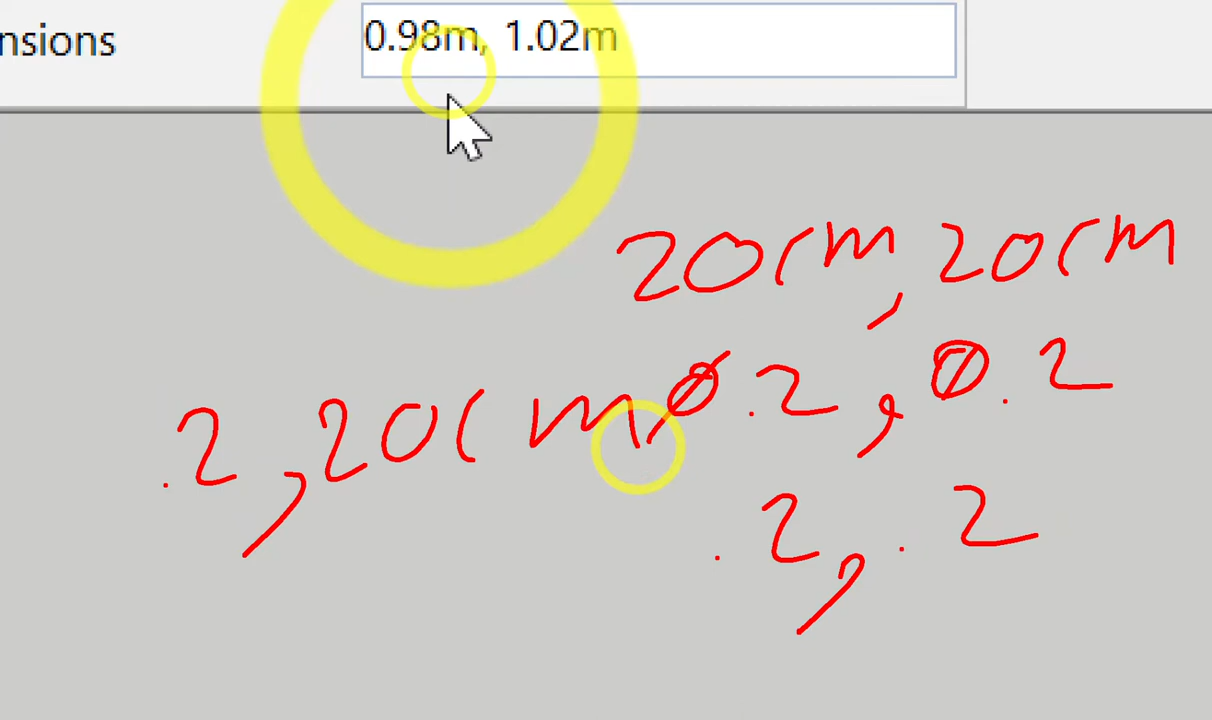 nsions 0.98m, 1.02m
20cm, 20cm
0.2, 0.2
.2, 20cm
.2, .2